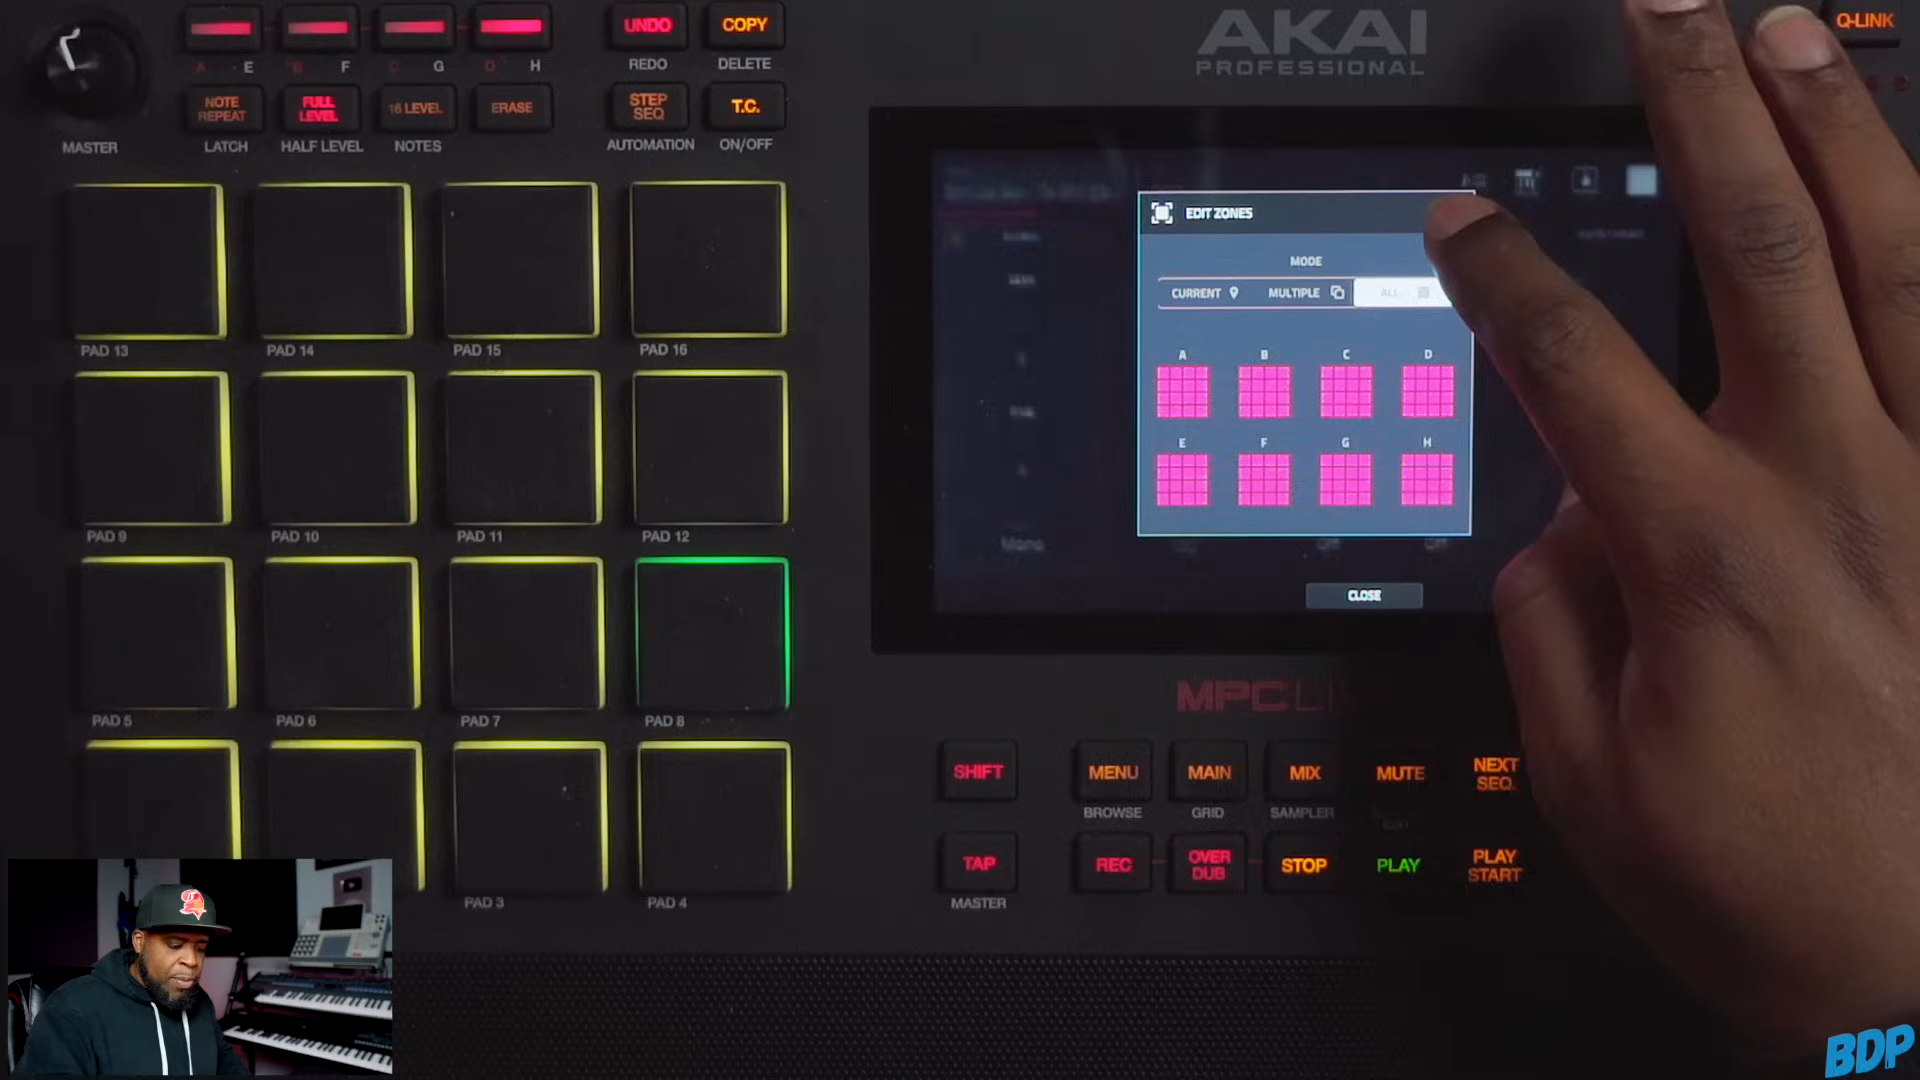 UNDO
COPY
A E
B F
C G
D H
REDO
DELETE
NOTE
REPEAT
FULL
LEVEL
16 LEVEL
ERASE
STEP
SEQ
T.C.
MASTER
LATCH
HALF LEVEL
NOTES
AUTOMATION
ON/OFF
AKAI
PROFESSIONAL
Q-LINK
EDIT ZONES
MODE
CURRENT
MULTIPLE
ALL
A B C D
E F G H
Mono
Off
CLOSE
PAD 13
PAD 14
PAD 15
PAD 16
PAD 9
PAD 10
PAD 11
PAD 12
PAD 5
PAD 6
PAD 7
PAD 8
PAD 3
PAD 4
MPC
SHIFT
MENU
MAIN
MIX
MUTE
NEXT
SEQ.
BROWSE
GRID
SAMPLER
TAP
REC
OVER
DUB
STOP
PLAY
PLAY
START
MASTER
BDP